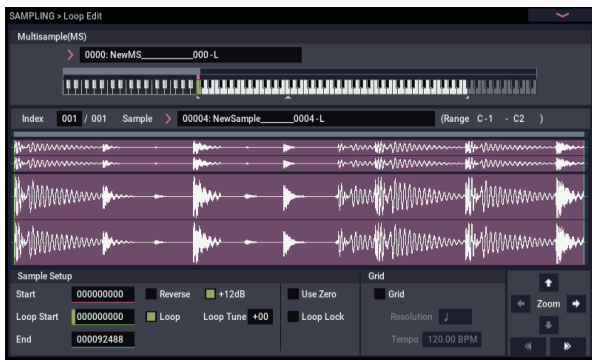 SAMPLING > Loop Edit
Multisample(MS)
0000: NewMS__________000-L
Index 001 / 001 Sample 00004: NewSample______0004-L (Range C-1 - C2 )
Sample Setup Grid
Start 000000000 Reverse +12dB Use Zero Grid
Loop Start 000000000 Loop Loop Tune +00 Loop Lock Resolution ♩ Zoom
End 000092488 Tempo 120.00 BPM